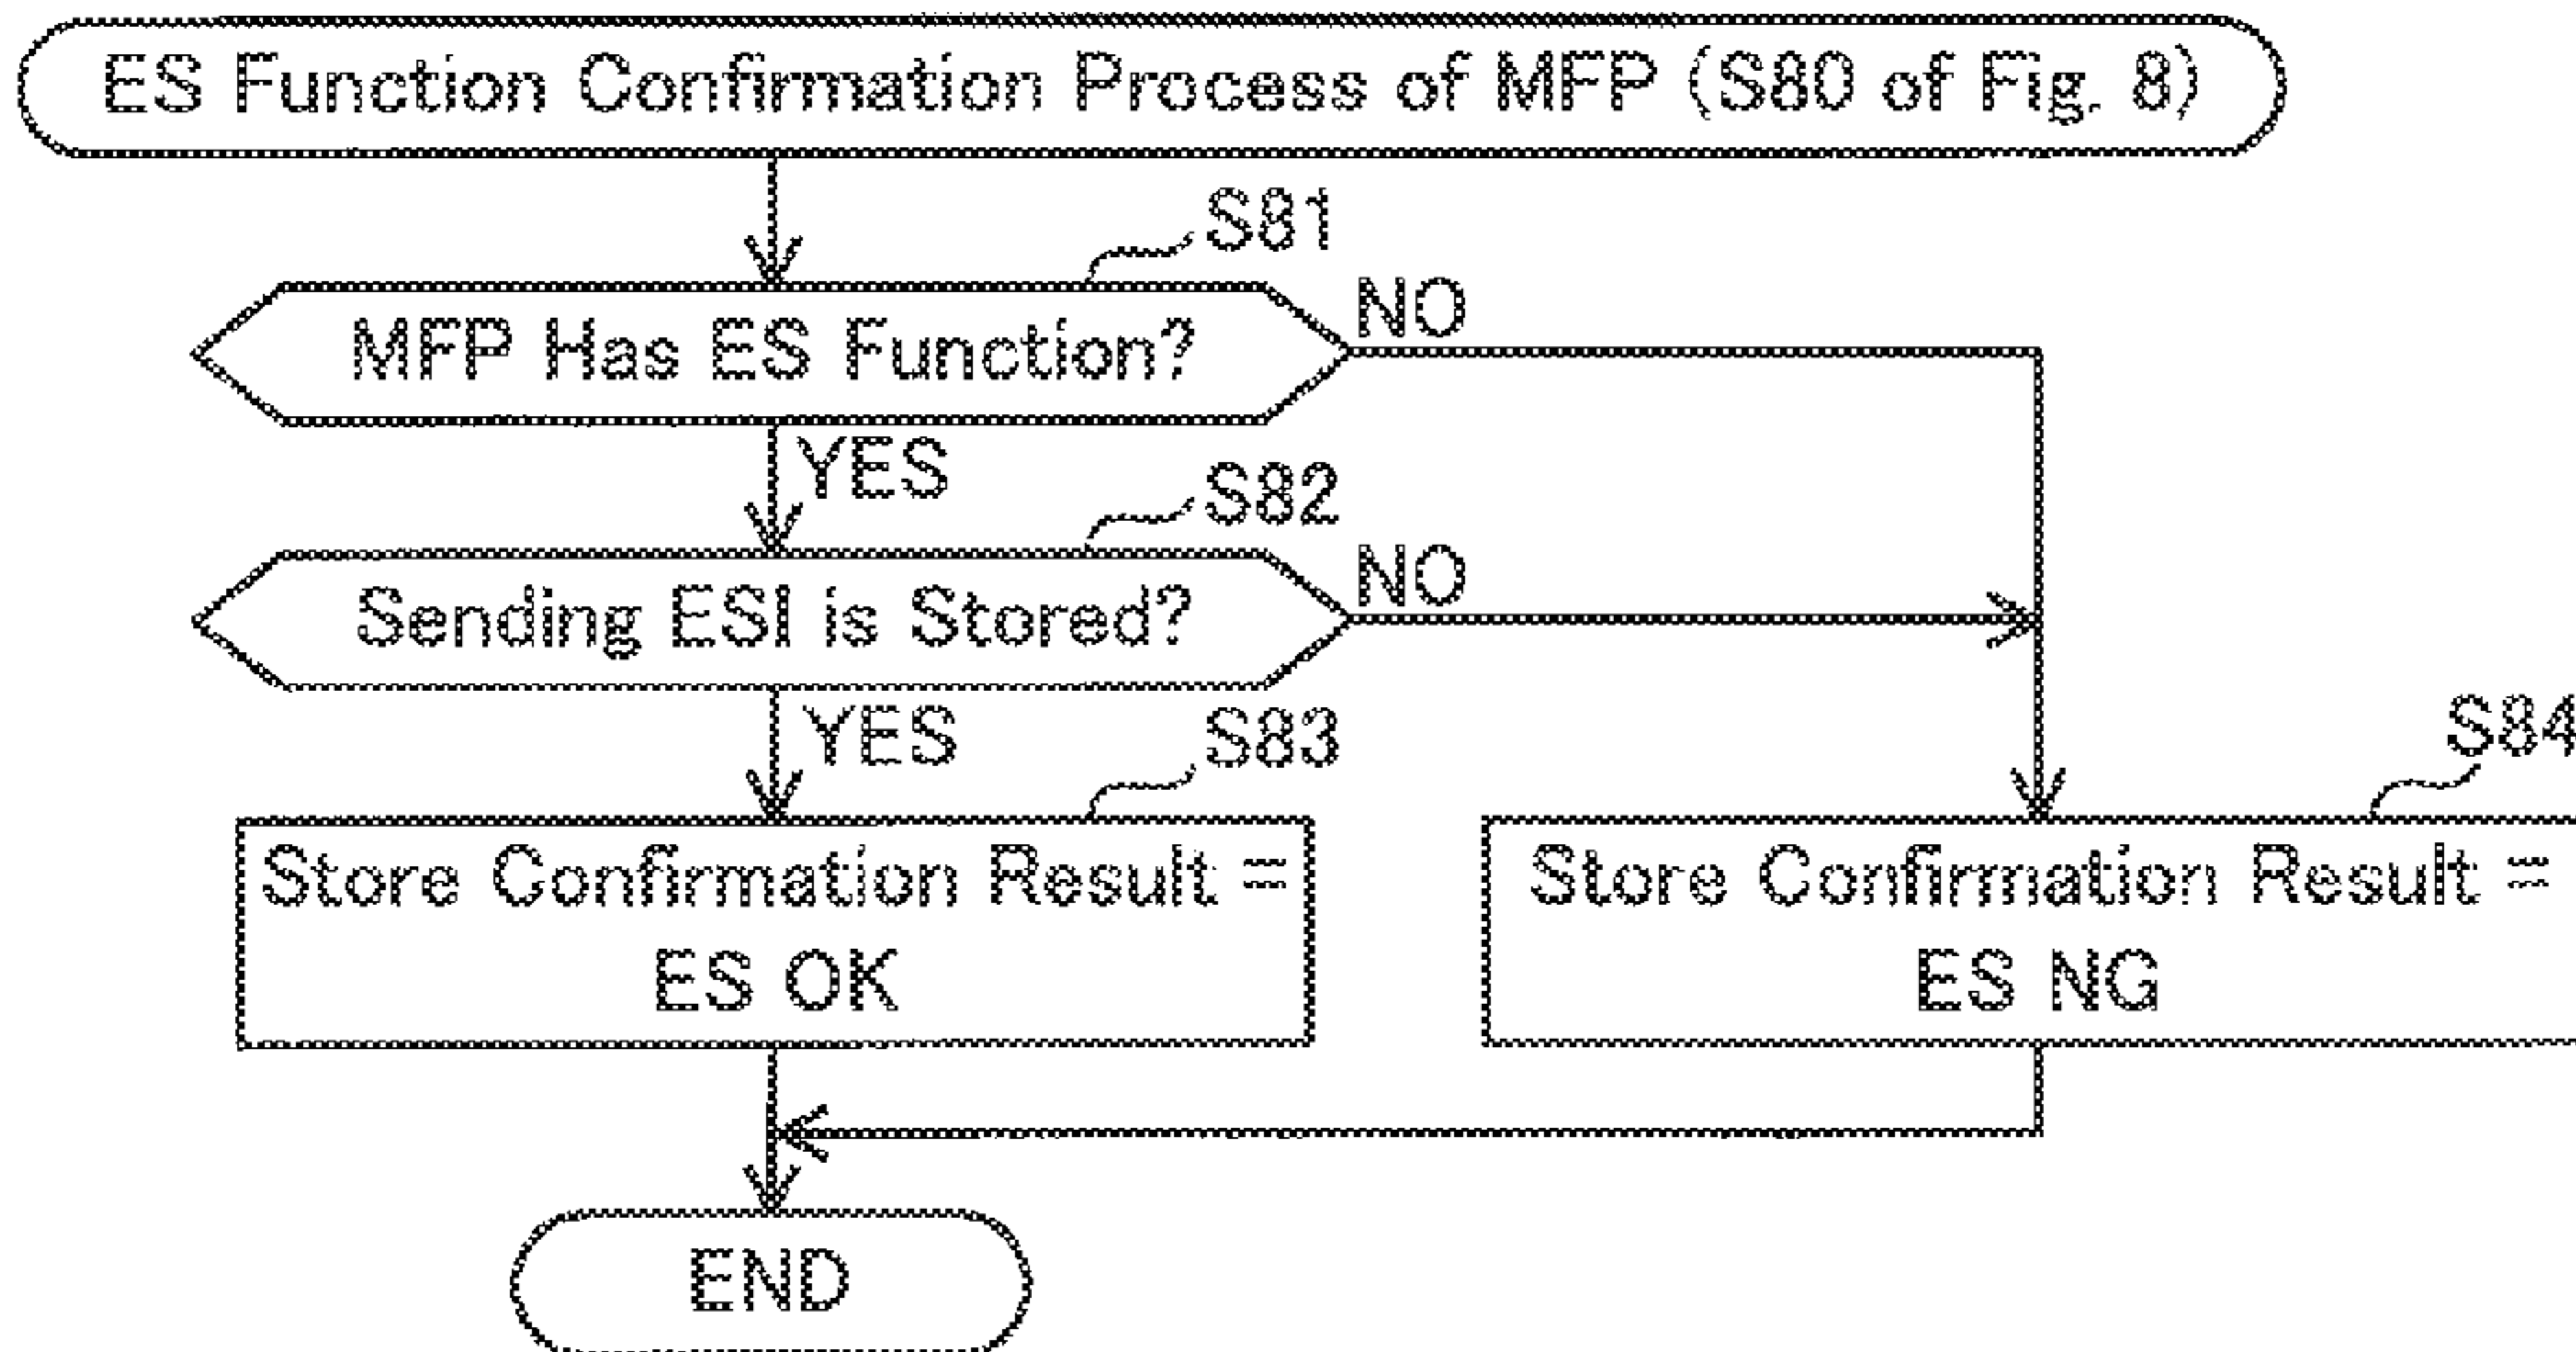 ES Function Confirmation Process of MFP (S80 of Fig. 8)
S81
MFP Has ES Function?
NO
YES
S82
Sending ESI is Stored?
NO
YES
S83
S84
Store Confirmation Result =
ES OK
Store Confirmation Result =
ES NG
END